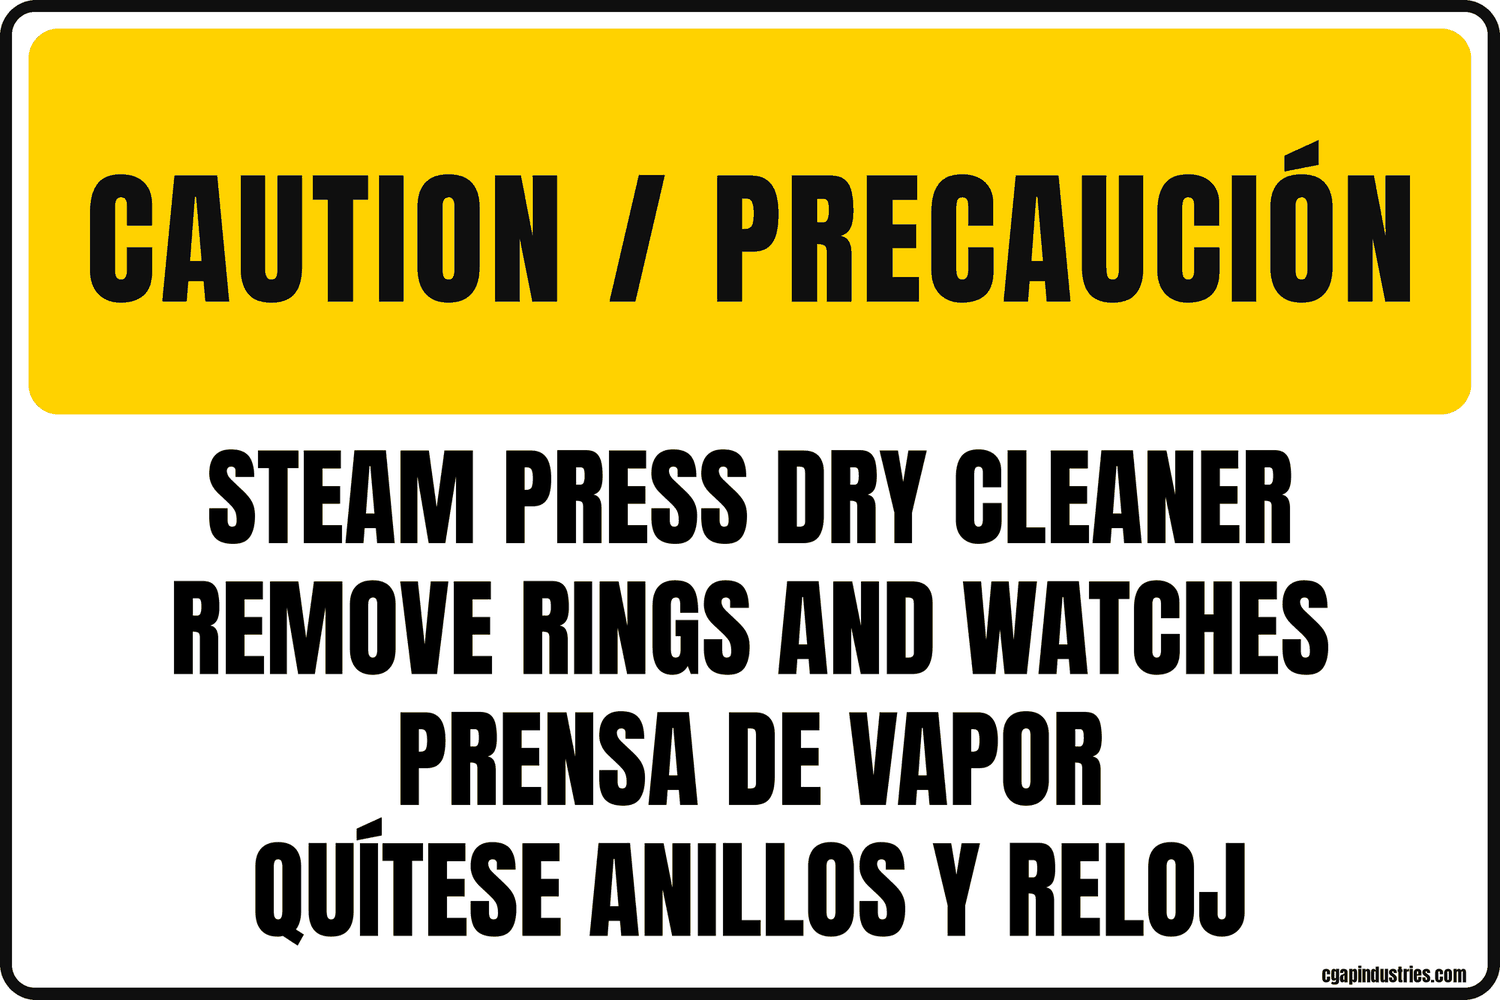 CAUTION / PRECAUCIÓN
STEAM PRESS DRY CLEANER
REMOVE RINGS AND WATCHES
PRENSA DE VAPOR
QUÍTESE ANILLOS Y RELOJ
cgapindustries.com